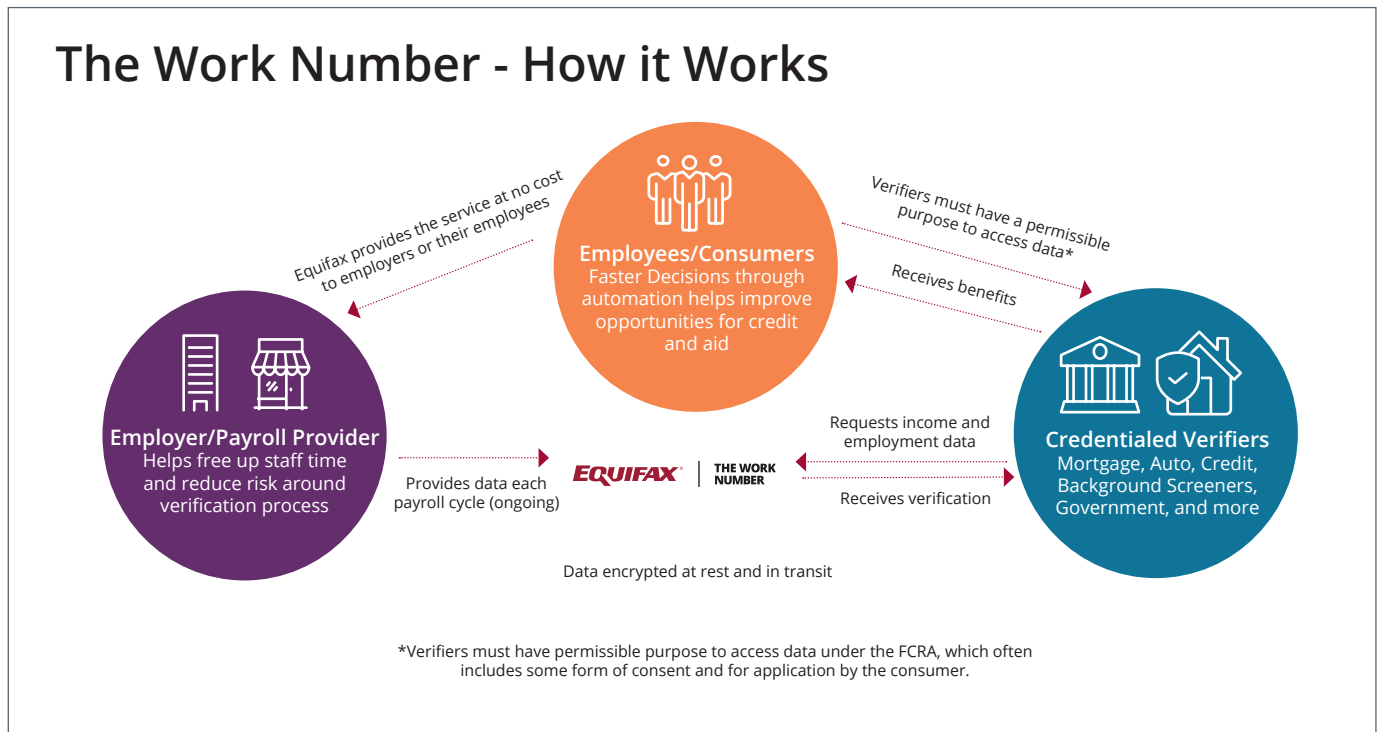 The Work Number - How it Works
Equifax provides the service at no cost
to employers or their employees
Employees/Consumers
Faster Decisions through
automation helps improve
opportunities for credit
and aid
Verifiers must have a permissible
purpose to access data*
Receives benefits
Employer/Payroll Provider
Helps free up staff time
and reduce risk around
verification process
Provides data each
payroll cycle (ongoing)
EQUIFAX
THE WORK
NUMBER
Requests income and
employment data
Receives verification
Credentialed Verifiers
Mortgage, Auto, Credit,
Background Screeners,
Government, and more
Data encrypted at rest and in transit
*Verifiers must have permissible purpose to access data under the FCRA, which often
includes some form of consent and for application by the consumer.